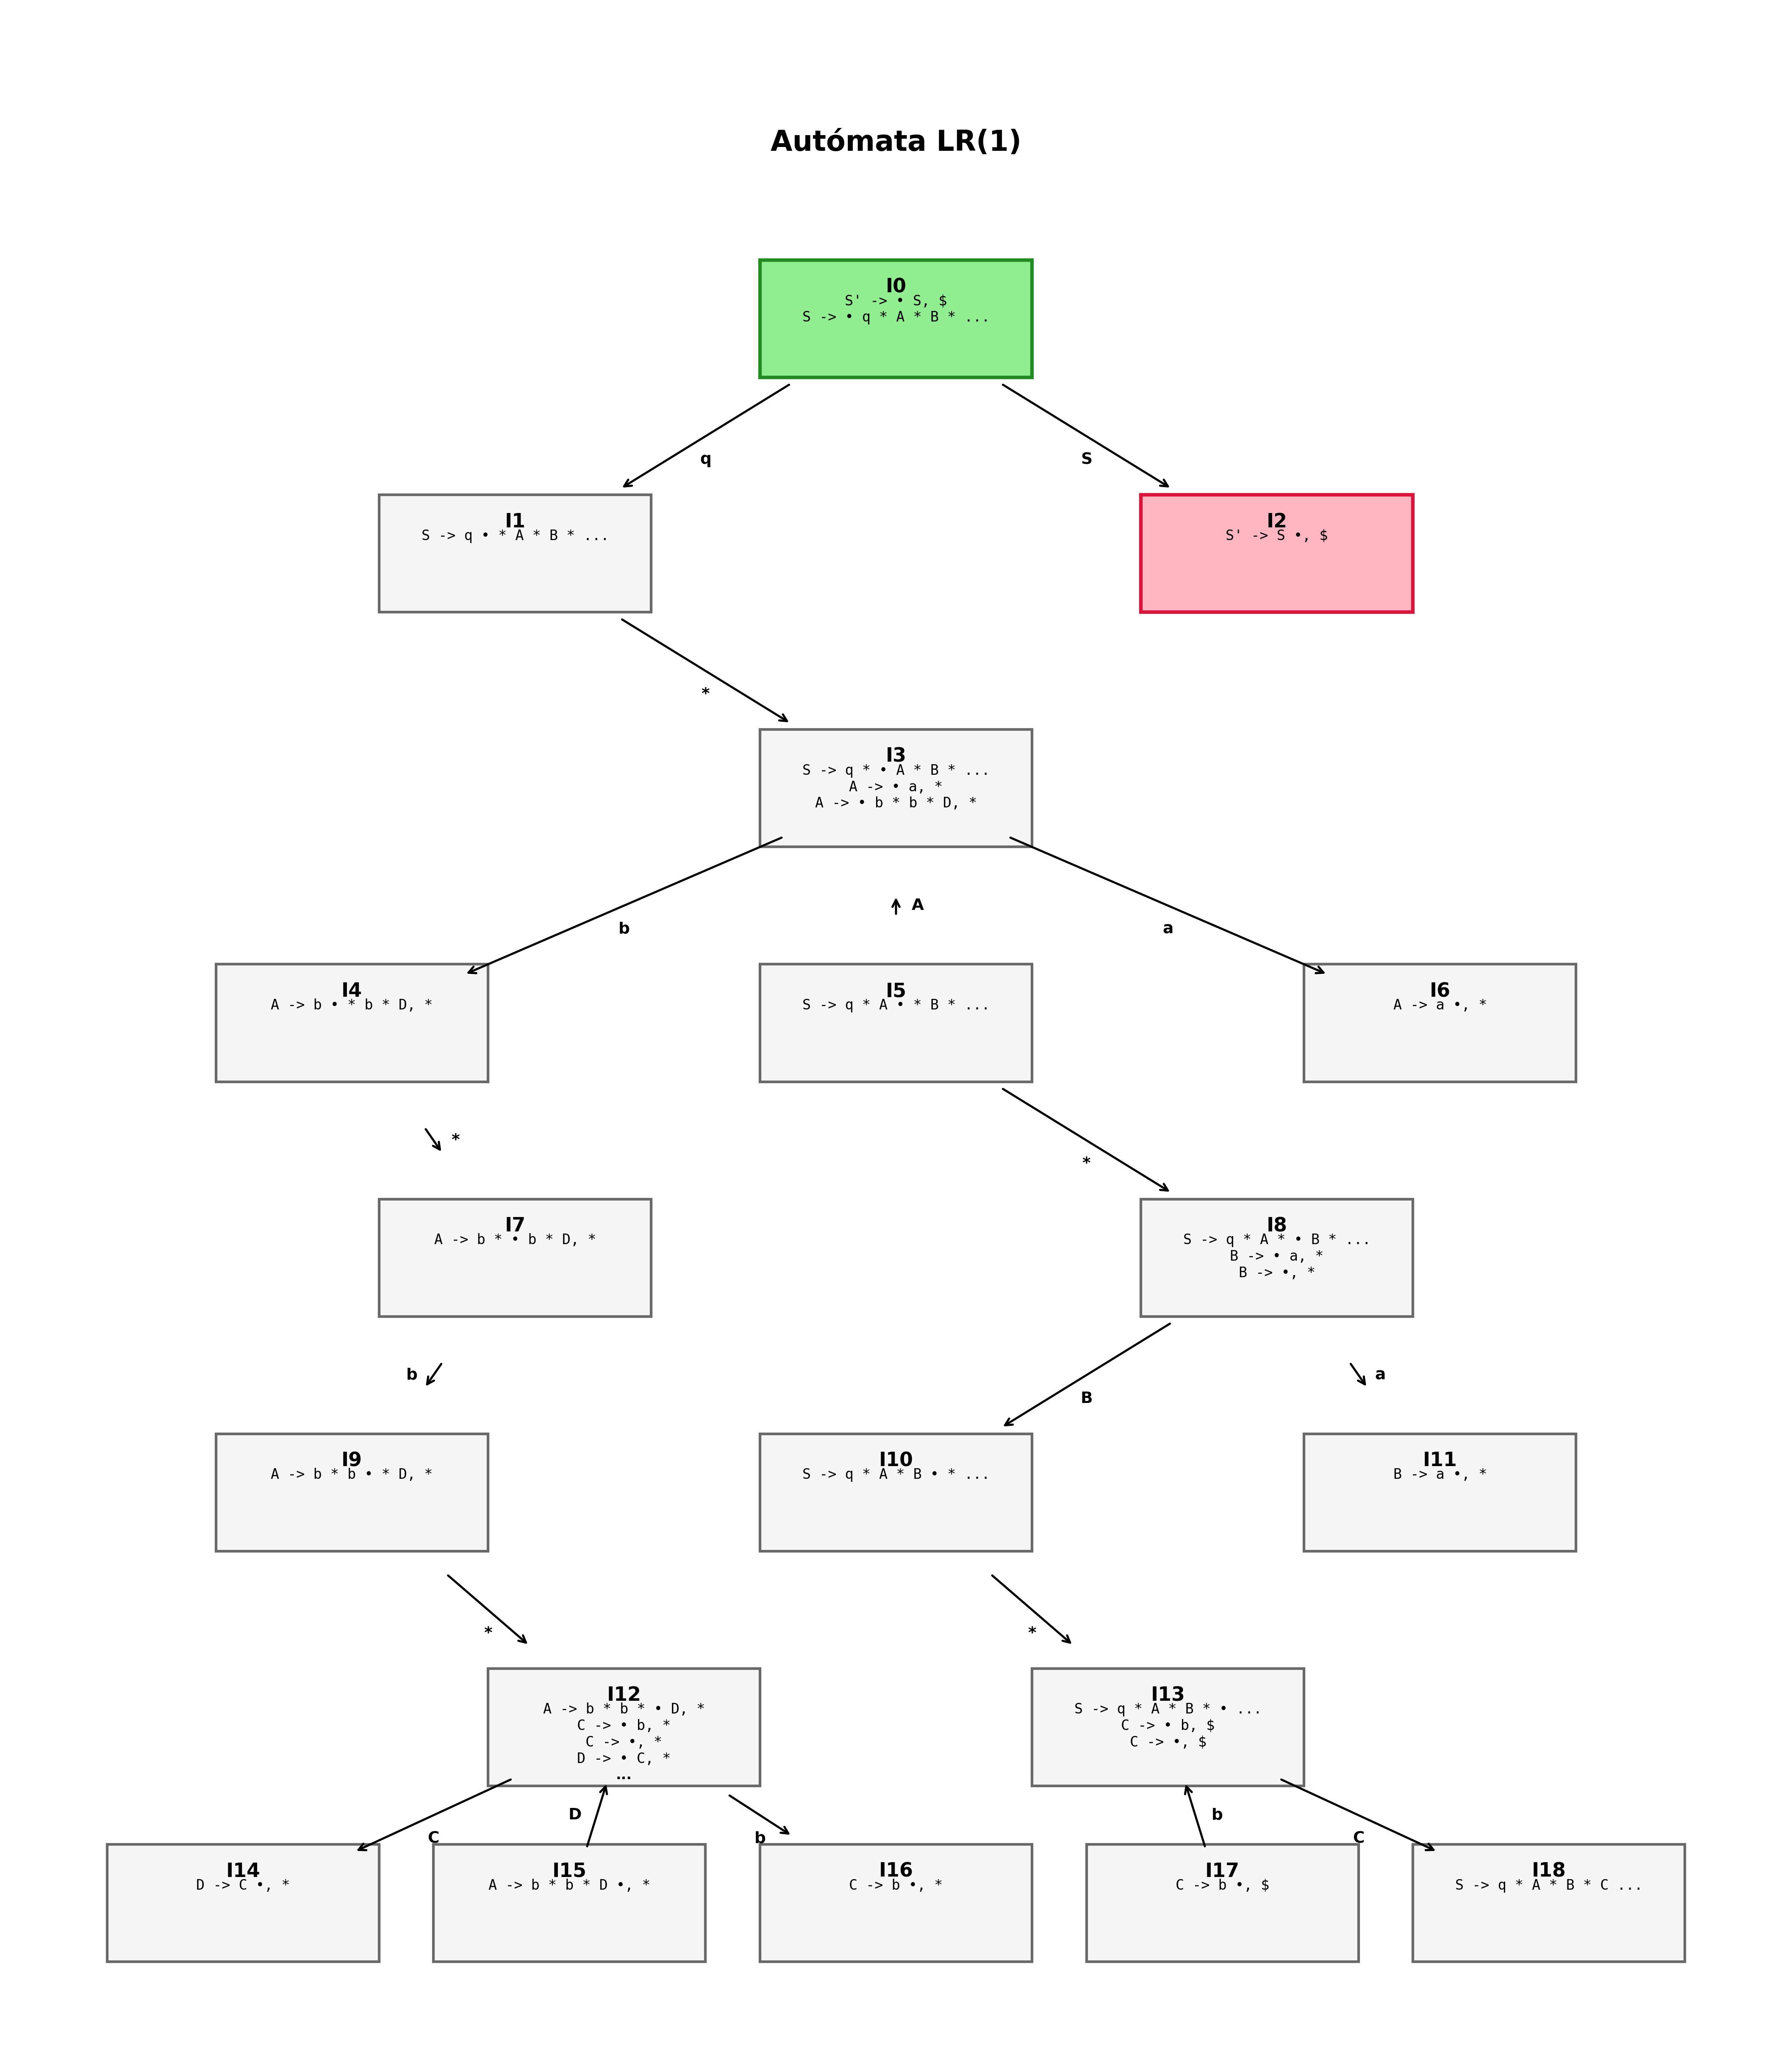 Autómata LR(1)
I0
S' -> • S, $
S -> • q * A * B * ...
q
S
I1
S -> q • * A * B * ...
I2
S' -> S •, $
*
I3
S -> q * • A * B * ...
A -> • a, *
A -> • b * b * D, *
b
A
a
I4
A -> b • * b * D, *
I5
S -> q * A • * B * ...
I6
A -> a •, *
*
*
I7
A -> b * • b * D, *
I8
S -> q * A * • B * ...
B -> • a, *
B -> •, *
b
B
a
I9
A -> b * b • * D, *
I10
S -> q * A * B • * ...
I11
B -> a •, *
*
*
I12
A -> b * b * • D, *
C -> • b, *
C -> •, *
D -> • C, *
...
I13
S -> q * A * B * • ...
C -> • b, $
C -> •, $
C
D
b
b
C
I14
D -> C •, *
I15
A -> b * b * D •, *
I16
C -> b •, *
I17
C -> b •, $
I18
S -> q * A * B * C ...